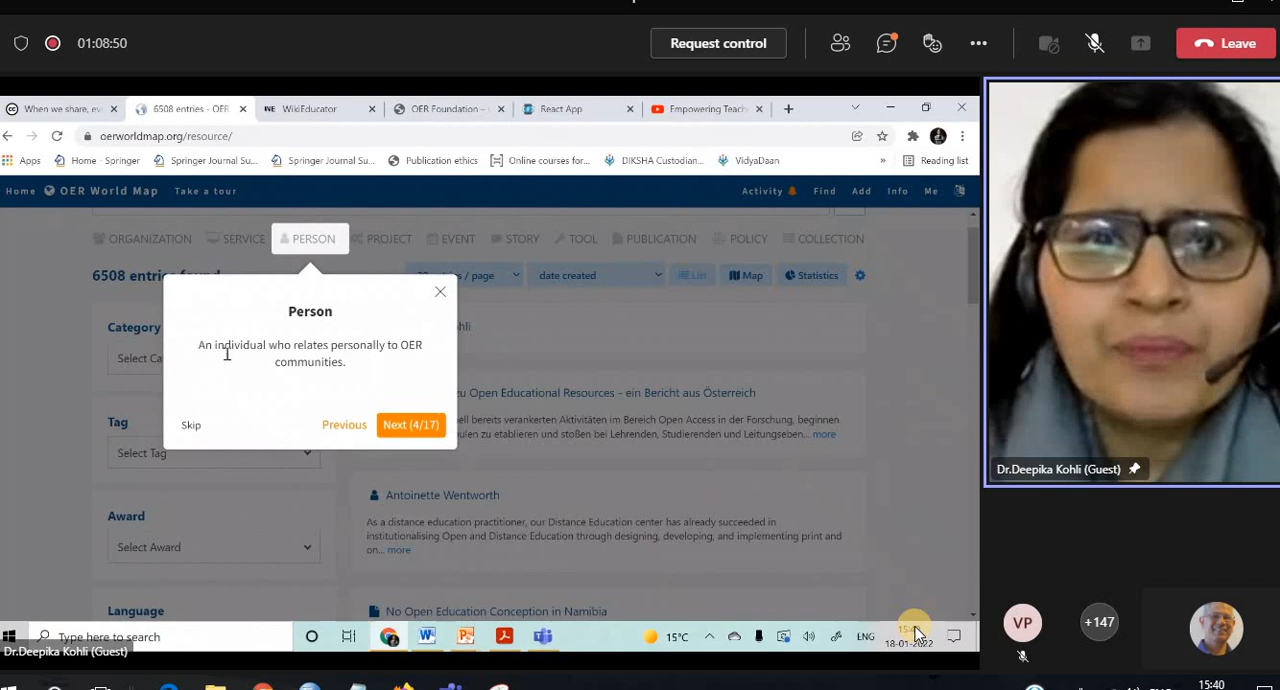 01:08:50
Request control
Leave
When we share, ev
6508 entries - OER
WikiEducator
OER Foundation –
React App
Empowering Teach
oerworldmap.org/resource/
Apps
Home - Springer
Springer Journal Su...
Springer Journal Su...
Publication ethics
Online courses for...
DIKSHA Custodian...
VidyaDaan
»
Reading list
Home
OER World Map
Take a tour
Activity
Find
Add
Info
Me
ORGANIZATION
SERVICE
PERSON
PROJECT
EVENT
STORY
TOOL
PUBLICATION
POLICY
COLLECTION
6508 entries
s / page
date created
List
Map
Statistics
Person
An individual who relates personally to OER
communities.
Skip
Previous
Next (4/17)
Category
Select Ca
zu Open Educational Resources - ein Bericht aus Österreich
ell bereits verankerten Aktivitäten im Bereich Open Access in der Forschung, beginnen
zu etablieren und stoßen bei Lehrenden, Studierenden und Leitungseben... more
Tag
Select Tag
Antoinette Wentworth
As a distance education practitioner, our Distance Education center has already succeeded in
institutionalising Open and Distance Education through designing, developing, and implementing print and
on... more
Award
Select Award
Language
No Open Education Conception in Namibia
Dr.Deepika Kohli (Guest)
VP
+147
Type here to search
15°C
ENG
18-01-2022
Dr.Deepika Kohli (Guest)
15:40